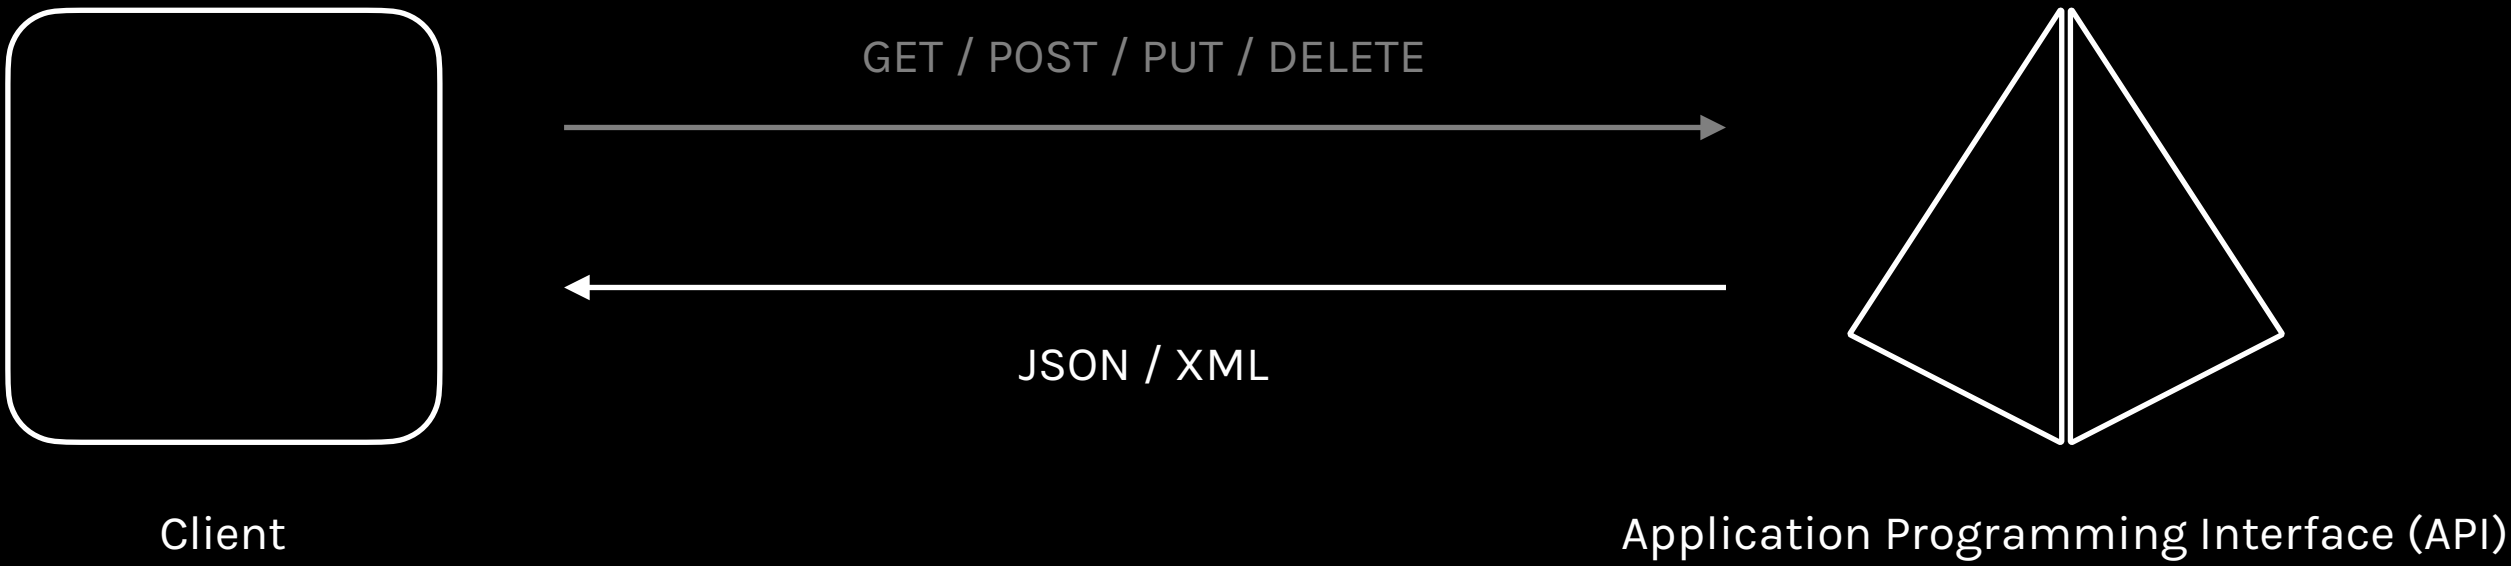 GET / POST / PUT / DELETE
JSON / XML
Client
Application Programming Interface (API)